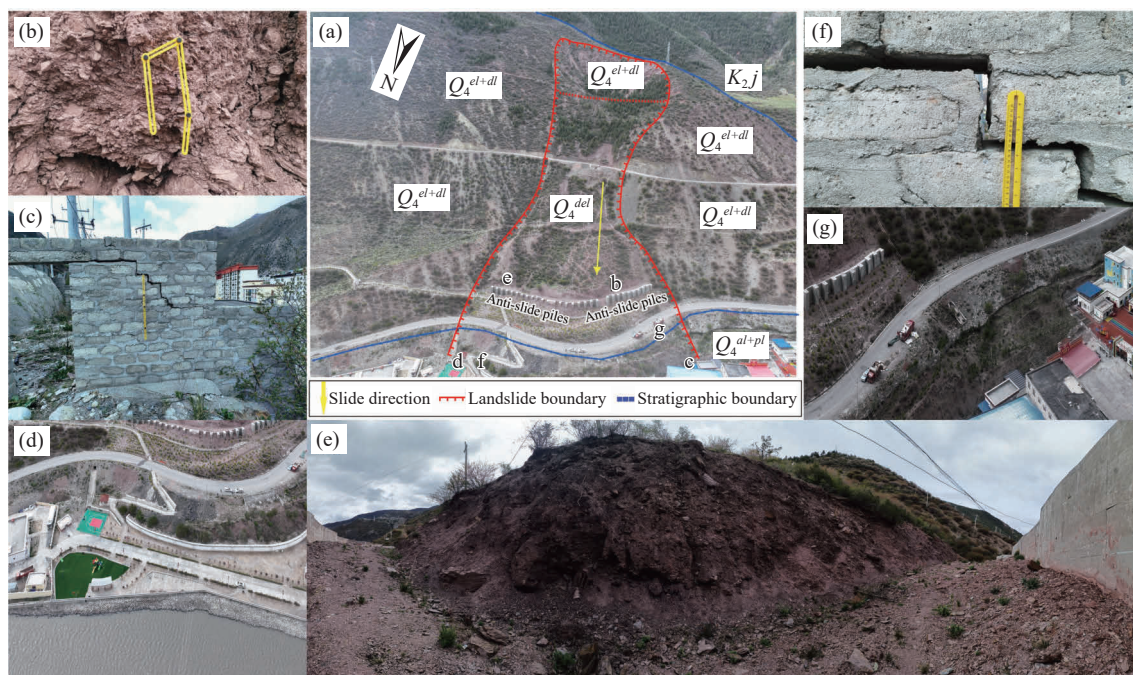 (b)
(a)
(f)
N
Q₄ᵉˡ⁺ᵈˡ
Q₄ᵉˡ⁺ᵈˡ
K₂j
Q₄ᵉˡ⁺ᵈˡ
Q₄ᵉˡ⁺ᵈˡ
Q₄ᵈᵉˡ
Q₄ᵉˡ⁺ᵈˡ
(c)
(g)
e
b
Anti-slide piles
Anti-slide piles
g
Q₄ᵃˡ⁺ᵖˡ
d
f
c
Slide direction
Landslide boundary
Stratigraphic boundary
(d)
(e)